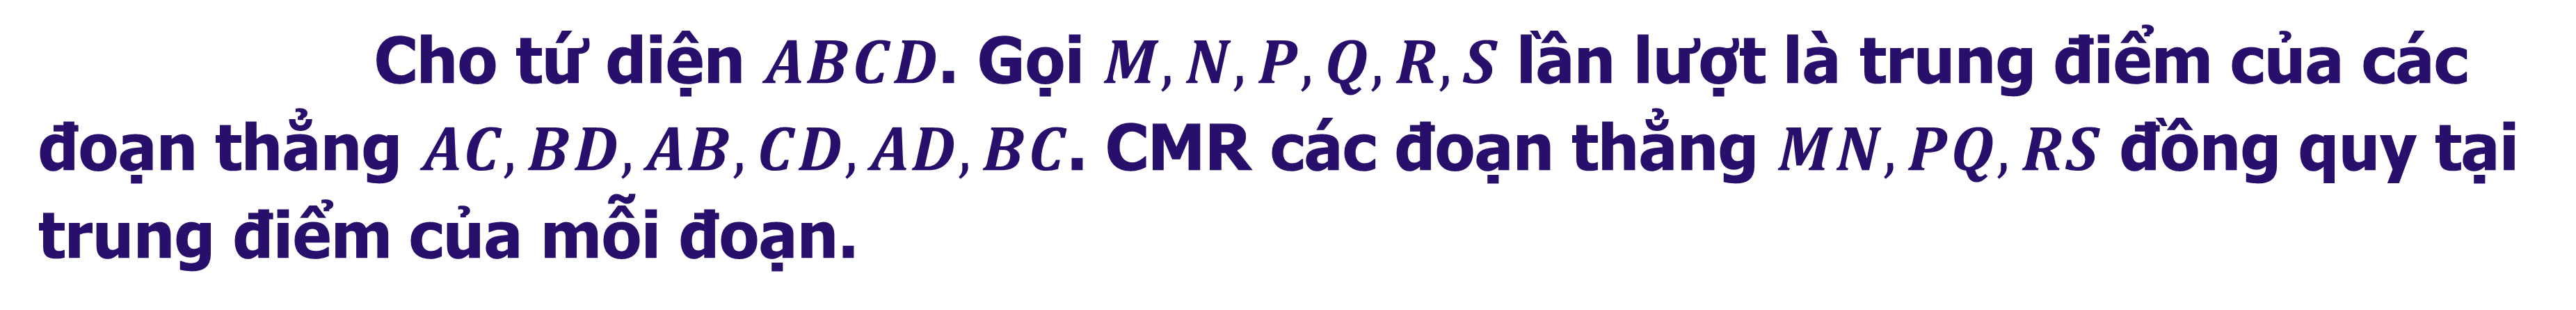 Cho tứ diện ABCD. Gọi M, N, P, Q, R, S lần lượt là trung điểm của các
đoạn thẳng AC, BD, AB, CD, AD, BC. CMR các đoạn thẳng MN, PQ, RS đồng quy tại
trung điểm của mỗi đoạn.